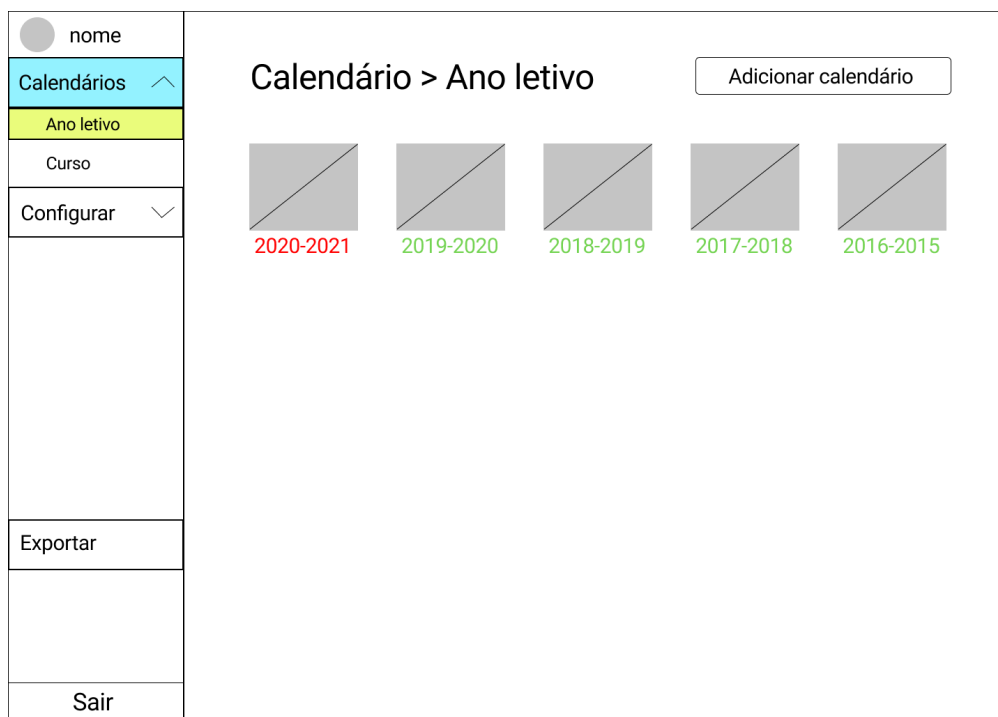 nome
Calendários
Ano letivo
Curso
Configurar
Exportar
Sair
Calendário > Ano letivo
Adicionar calendário
2020-2021
2019-2020
2018-2019
2017-2018
2016-2015